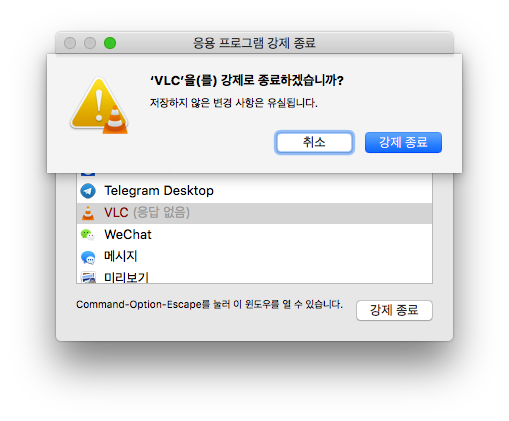 응용 프로그램 강제 종료
‘VLC’을(를) 강제로 종료하겠습니까?
저장하지 않은 변경 사항은 유실됩니다.
취소
강제 종료
Telegram Desktop
VLC (응답 없음)
WeChat
메시지
미리보기
Command-Option-Escape를 눌러 이 윈도우를 열 수 있습니다.
강제 종료